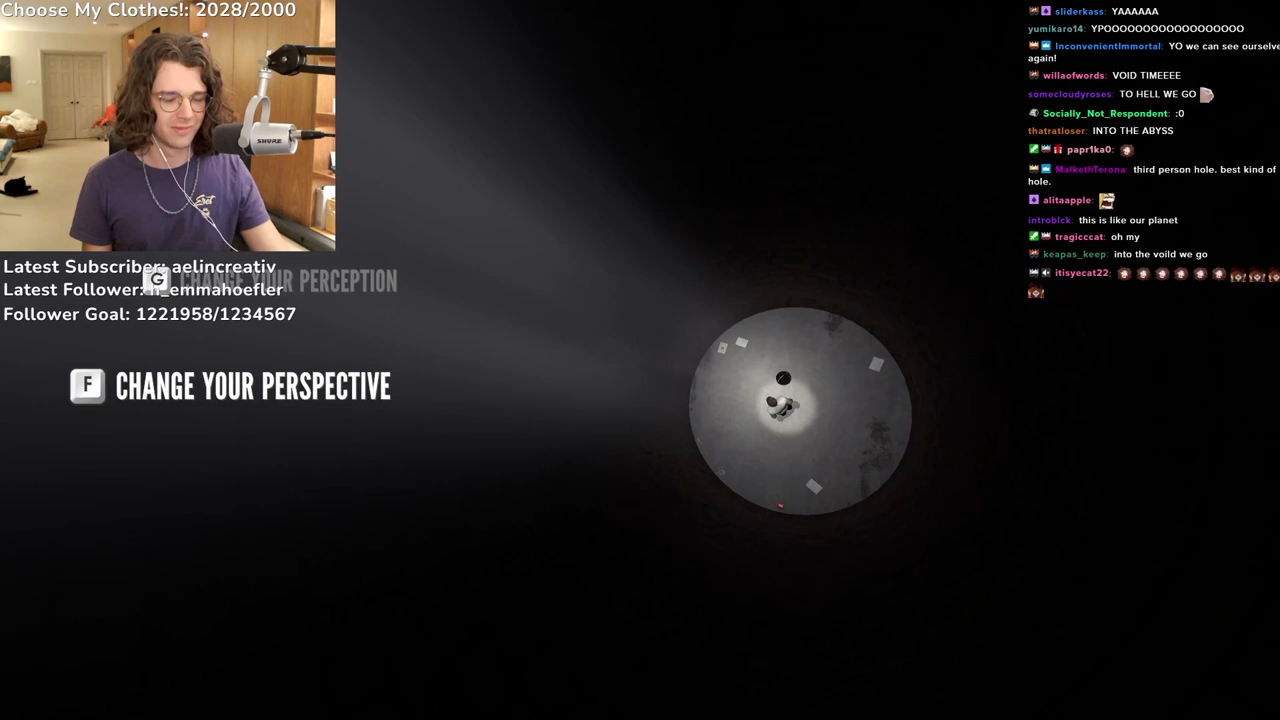 Choose My Clothes!: 2028/2000
SHURE
Latest Subscriber: aelincreativ
G CHANGE YOUR PERCEPTION
Latest Follower: h_emmahoefler
Follower Goal: 1221958/1234567
F CHANGE YOUR PERSPECTIVE
sliderkass: YAAAAAA
yumikaro14: YPOOOOOOOOOOOOOOOOOO
InconvenientImmortal: YO we can see ourselve
again!
willaofwords: VOID TIMEEEE
somecloudyroses: TO HELL WE GO
Socially_Not_Respondent: :0
thatratloser: INTO THE ABYSS
papr1ka0:
MalkethTerona: third person hole. best kind of
hole.
alitaapple:
introblck: this is like our planet
tragicccat: oh my
keapas_keep: into the voild we go
itisyecat22: